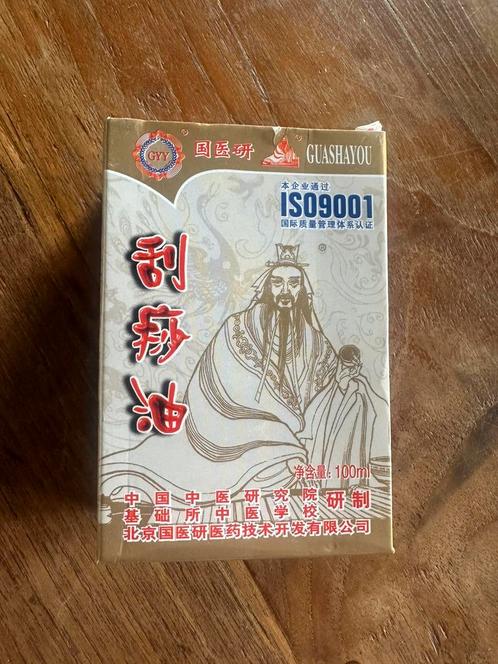 GYY
国医研
GUASHAYOU
本企业通过
ISO9001
国际质量管理体系认证
®
刮痧油
净含量:100ml
中国中医研究院
基础所中医学校
研制
北京国医研医药技术开发有限公司